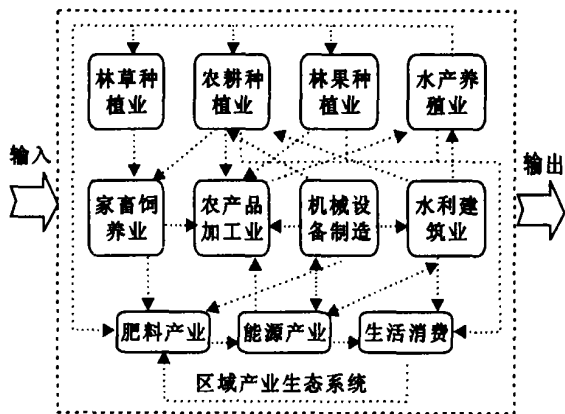 林草种
植业
农耕种
植业
林果种
植业
水产养
殖业
输入
输出
家畜饲
养业
农产品
加工业
机械设
备制造
水利建
筑业
肥料产业
能源产业
生活消费
区域产业生态系统